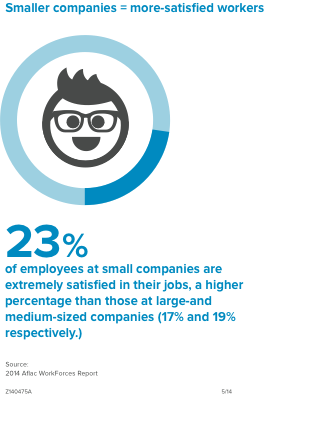 Smaller companies = more-satisfied workers
23%
of employees at small companies are
extremely satisfied in their jobs, a higher
percentage than those at large-and
medium-sized companies (17% and 19%
respectively.)
Source:
2014 Aflac WorkForces Report
Z140475A 5/14